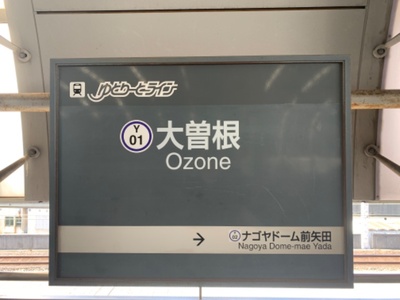 ゆとりーとライン
Y
01
大曽根
Ozone
→
Y
02
ナゴヤドーム前矢田
Nagoya Dome-mae Yada